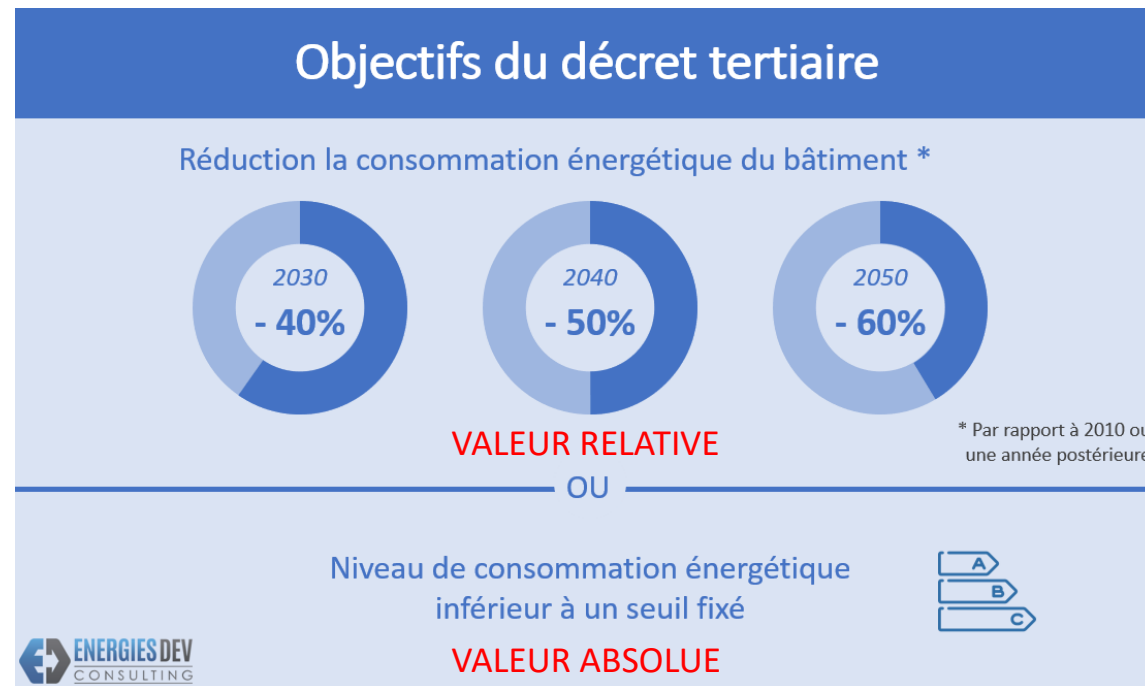 Objectifs du décret tertiaire
Réduction la consommation énergétique du bâtiment *
2030
- 40%
2040
- 50%
2050
- 60%
VALEUR RELATIVE
* Par rapport à 2010 ou
une année postérieure
OU
Niveau de consommation énergétique
inférieur à un seuil fixé
A
B
C
VALEUR ABSOLUE
ENERGIES DEV
CONSULTING